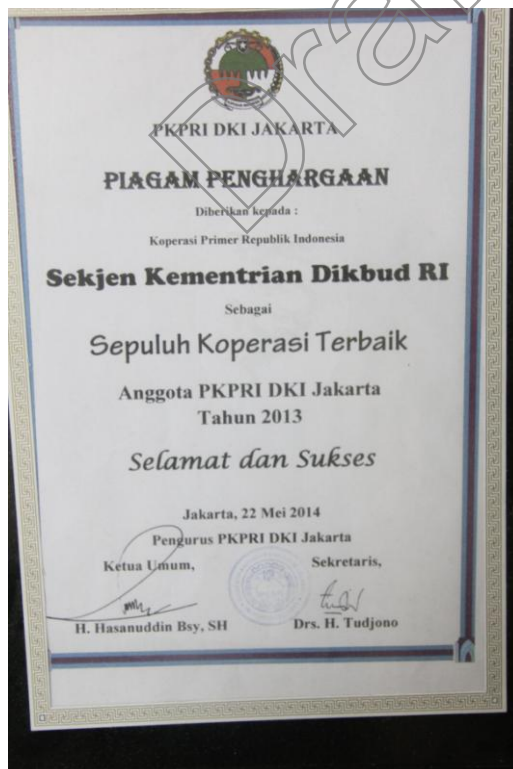 PKPRI DKI JAKARTA
PIAGAM PENGHARGAAN
Diberikan kepada :
Koperasi Primer Republik Indonesia
Sekjen Kementrian Dikbud RI
Sebagai
Sepuluh Koperasi Terbaik
Anggota PKPRI DKI Jakarta
Tahun 2013
Selamat dan Sukses
Jakarta, 22 Mei 2014
Pengurus PKPRI DKI Jakarta
Ketua Umum, Sekretaris,
H. Hasanuddin Bsy, SH Drs. H. Tudjono